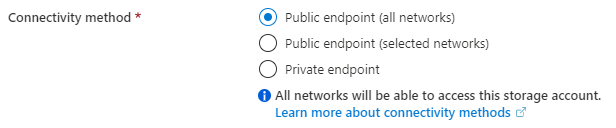 Connectivity method *
Public endpoint (all networks)
Public endpoint (selected networks)
Private endpoint
All networks will be able to access this storage account.
Learn more about connectivity methods